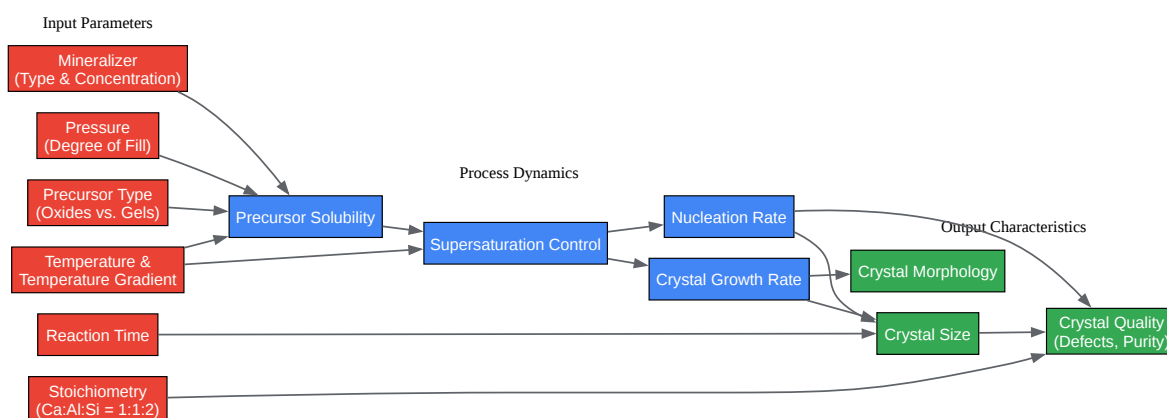 Input Parameters
Mineralizer
(Type & Concentration)
Pressure
(Degree of Fill)
Precursor Type
(Oxides vs. Gels)
Temperature &
Temperature Gradient
Reaction Time
Stoichiometry
(Ca:Al:Si = 1:1:2)
Process Dynamics
Precursor Solubility
Supersaturation Control
Nucleation Rate
Crystal Growth Rate
Output Characteristics
Crystal Morphology
Crystal Size
Crystal Quality
(Defects, Purity)